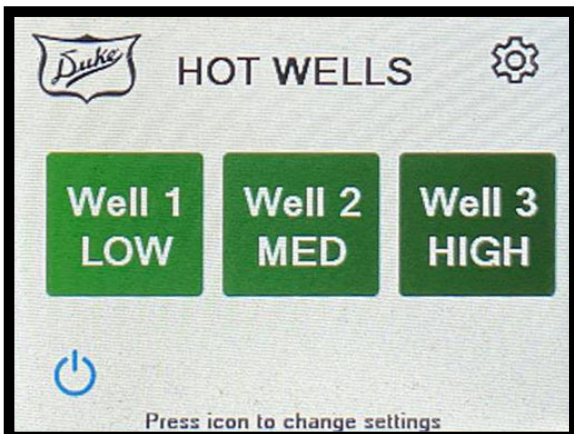 Duke
HOT WELLS
Well 1
LOW
Well 2
MED
Well 3
HIGH
Press icon to change settings